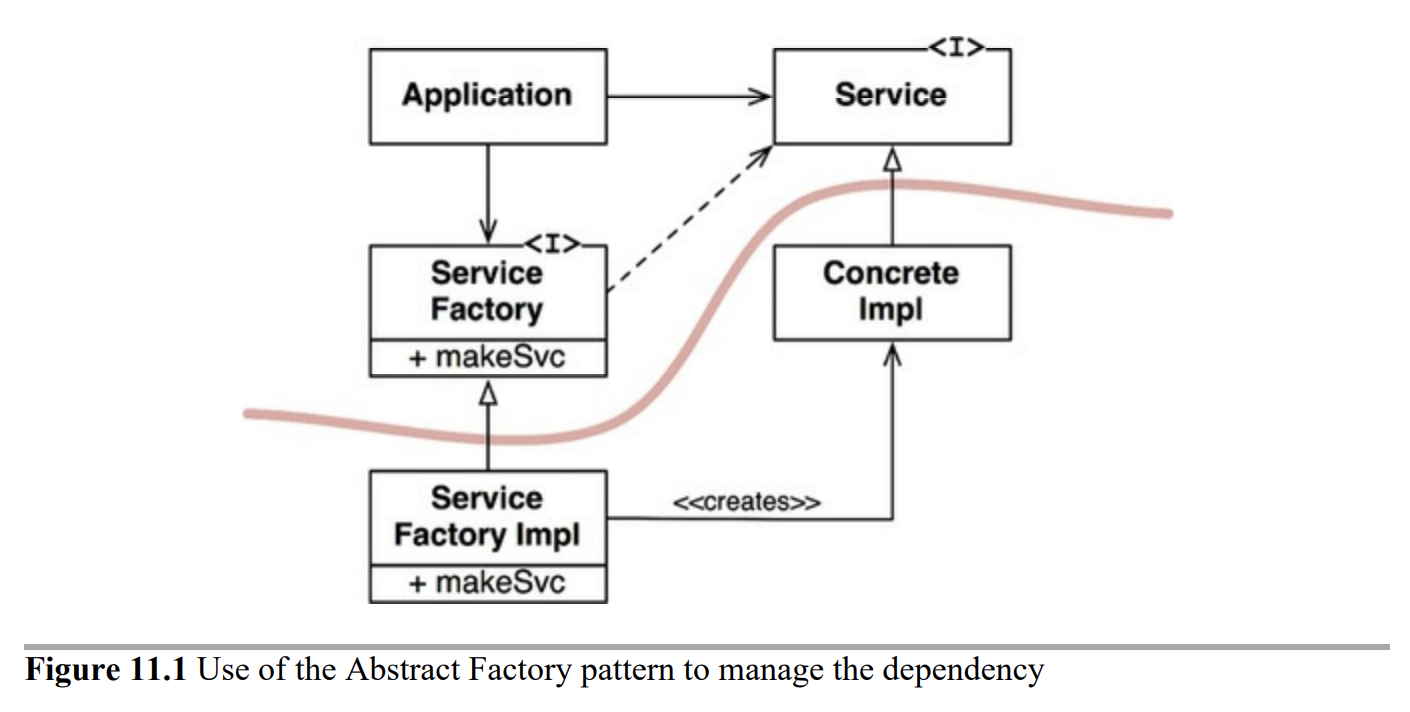 <I>
Application
Service
<I>
Service
Factory
+ makeSvc
Concrete
Impl
<<creates>>
Service
Factory Impl
+ makeSvc
Figure 11.1 Use of the Abstract Factory pattern to manage the dependency